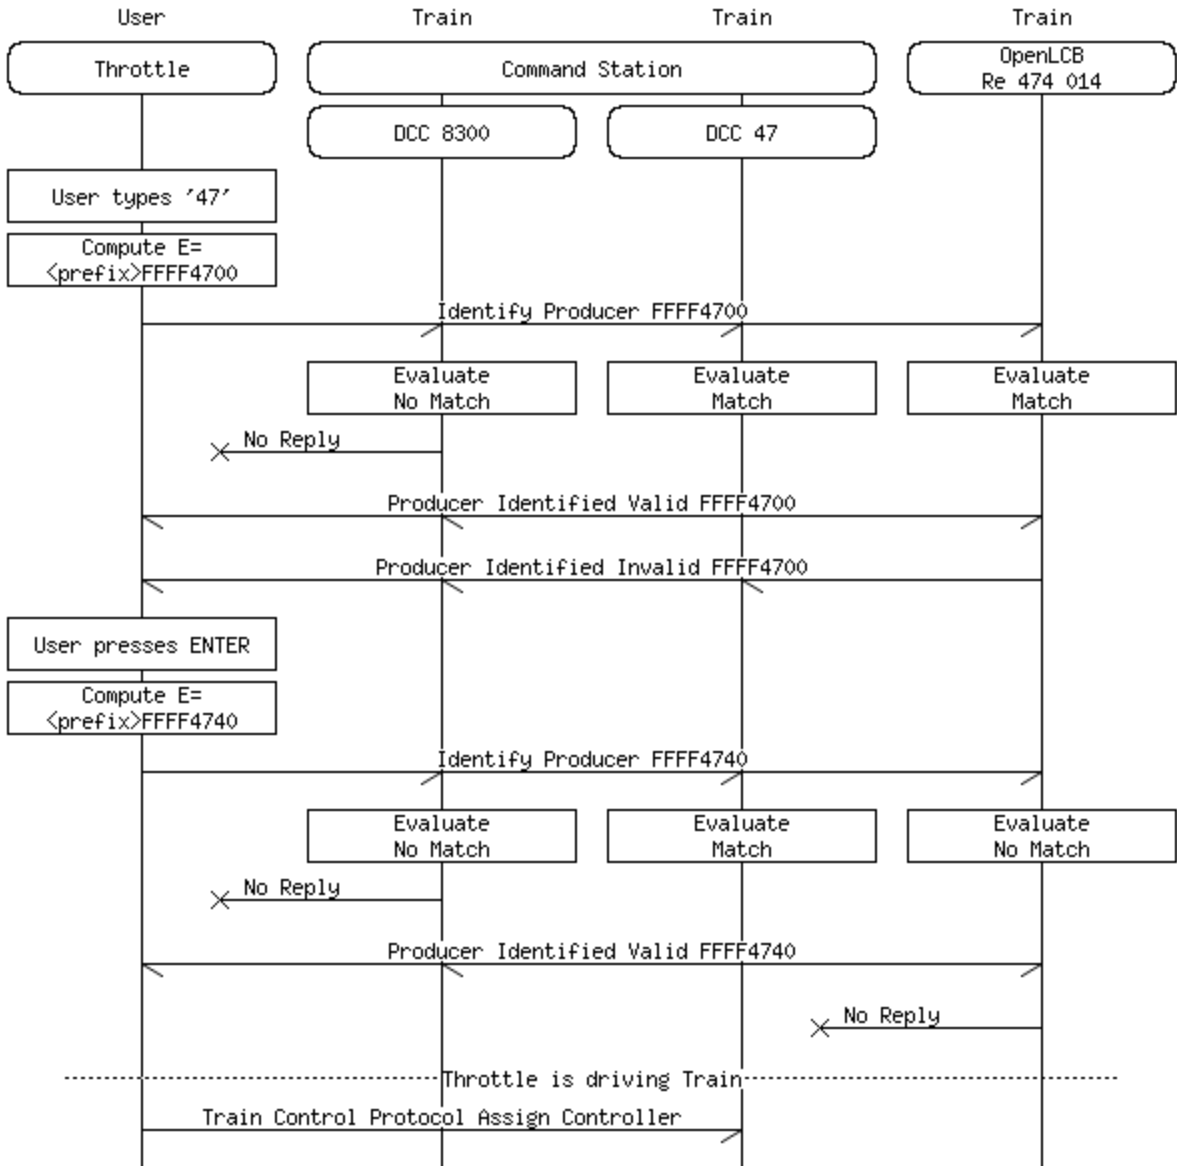 User
Train
Train
Train
Throttle
Command Station
OpenLCB
Re 474 014
DCC 8300
DCC 47
User types '47'
Compute E=
<prefix>FFFF4700
Identify Producer FFFF4700
Evaluate
No Match
Evaluate
Match
Evaluate
Match
No Reply
Producer Identified Valid FFFF4700
Producer Identified Invalid FFFF4700
User presses ENTER
Compute E=
<prefix>FFFF4740
Identify Producer FFFF4740
Evaluate
No Match
Evaluate
Match
Evaluate
No Match
No Reply
Producer Identified Valid FFFF4740
No Reply
Throttle is driving Train
Train Control Protocol Assign Controller